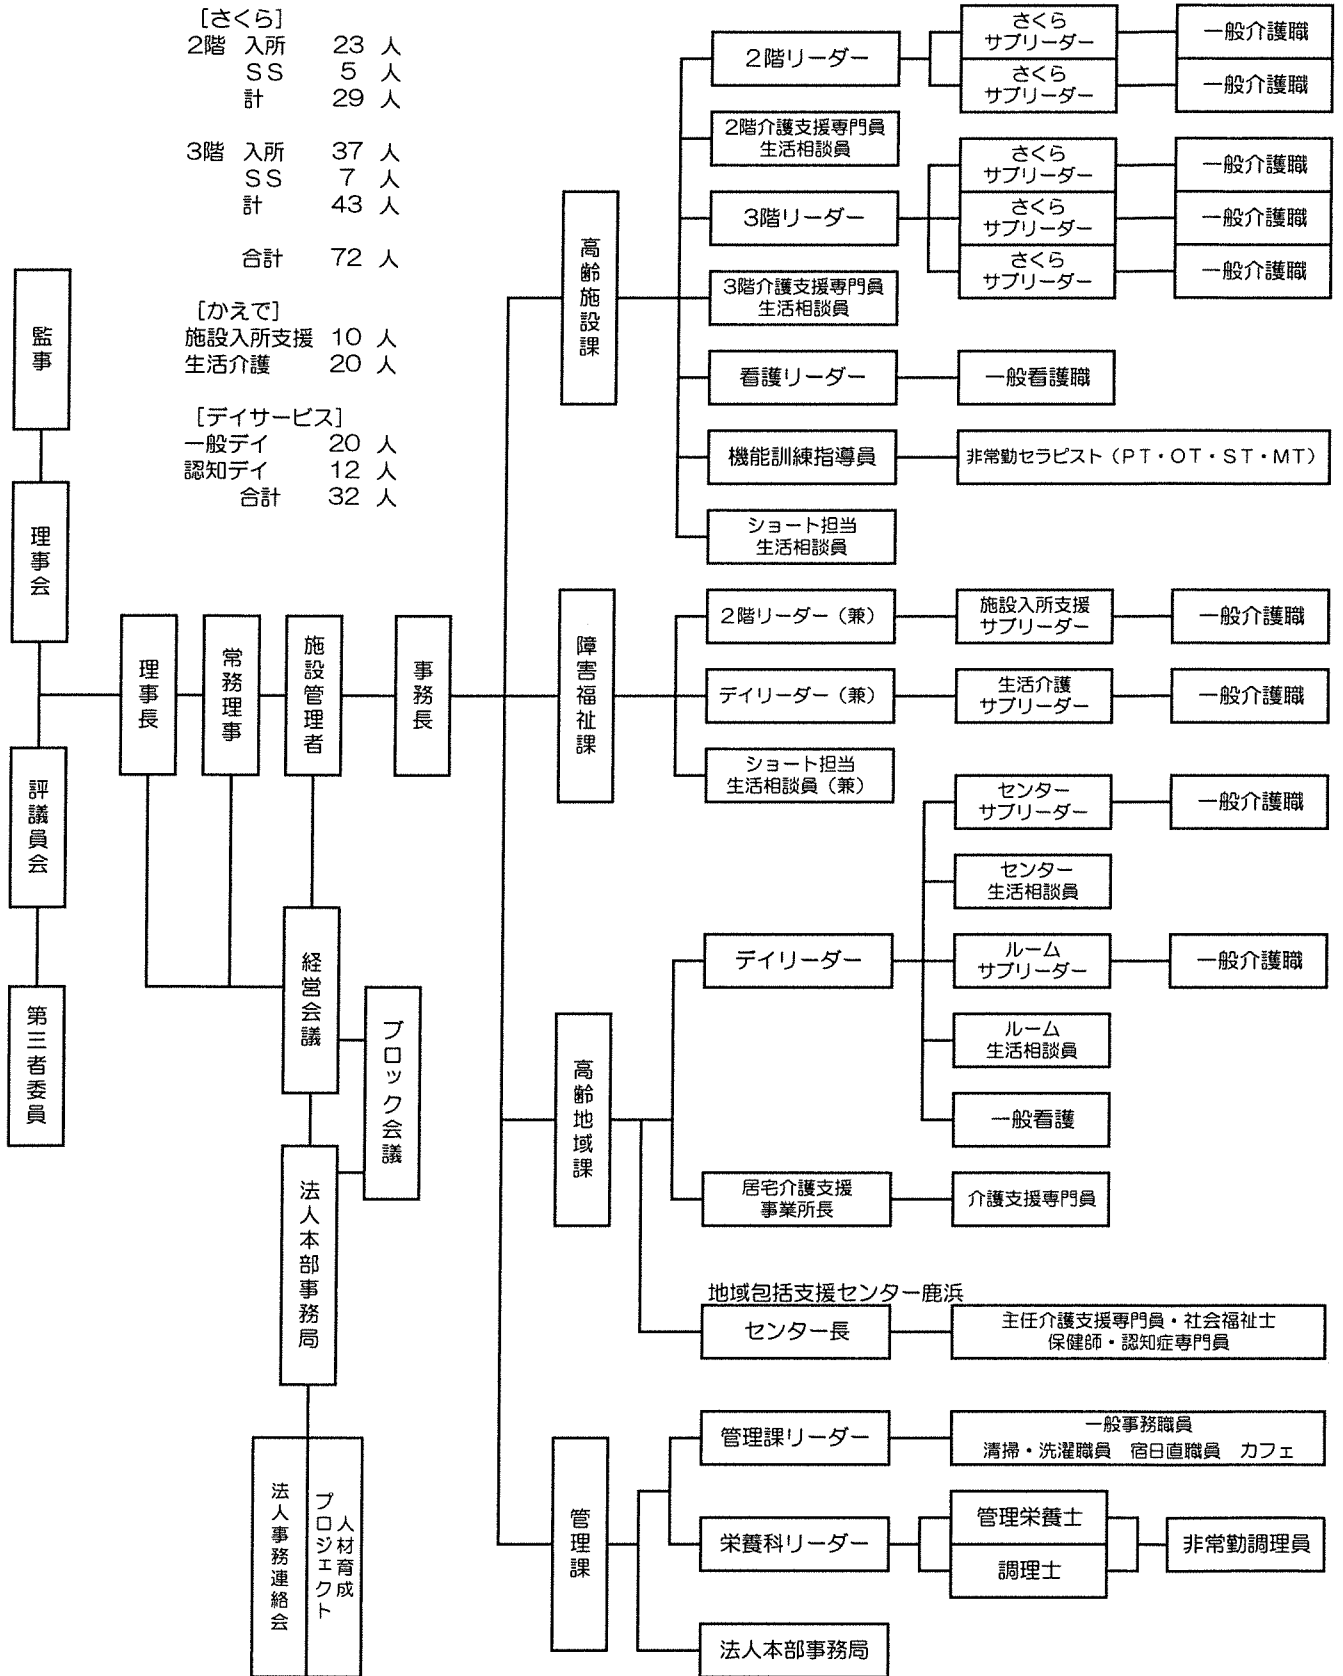 [さくら]
2階 入所 23 人
SS 5 人
計 29 人
3階 入所 37 人
SS 7 人
計 43 人
合計 72 人
[かえで]
施設入所支援 10 人
生活介護 20 人
[デイサービス]
一般デイ 20 人
認知デイ 12 人
合計 32 人
監事
理事会
評議員会
第三者委員
理事長
常務理事
施設管理者
事務長
経営会議
ブロック会議
法人本部事務局
法人事務連絡会
人材育成
プロジェクト
高齢施設課
2階リーダー
さくら
サブリーダー
一般介護職
さくら
サブリーダー
一般介護職
2階介護支援専門員
生活相談員
3階リーダー
さくら
サブリーダー
一般介護職
さくら
サブリーダー
一般介護職
さくら
サブリーダー
一般介護職
3階介護支援専門員
生活相談員
看護リーダー
一般看護職
機能訓練指導員
非常勤セラピスト(PT・OT・ST・MT)
ショート担当
生活相談員
障害福祉課
2階リーダー(兼)
施設入所支援
サブリーダー
一般介護職
デイリーダー(兼)
生活介護
サブリーダー
一般介護職
ショート担当
生活相談員(兼)
高齢地域課
デイリーダー
センター
サブリーダー
一般介護職
センター
生活相談員
ルーム
サブリーダー
一般介護職
ルーム
生活相談員
一般看護
居宅介護支援
事業所長
介護支援専門員
地域包括支援センター鹿浜
センター長
主任介護支援専門員・社会福祉士
保健師・認知症専門員
管理課
管理課リーダー
一般事務職員
清掃・洗濯職員 宿日直職員 カフェ
栄養科リーダー
管理栄養士
調理士
非常勤調理員
法人本部事務局